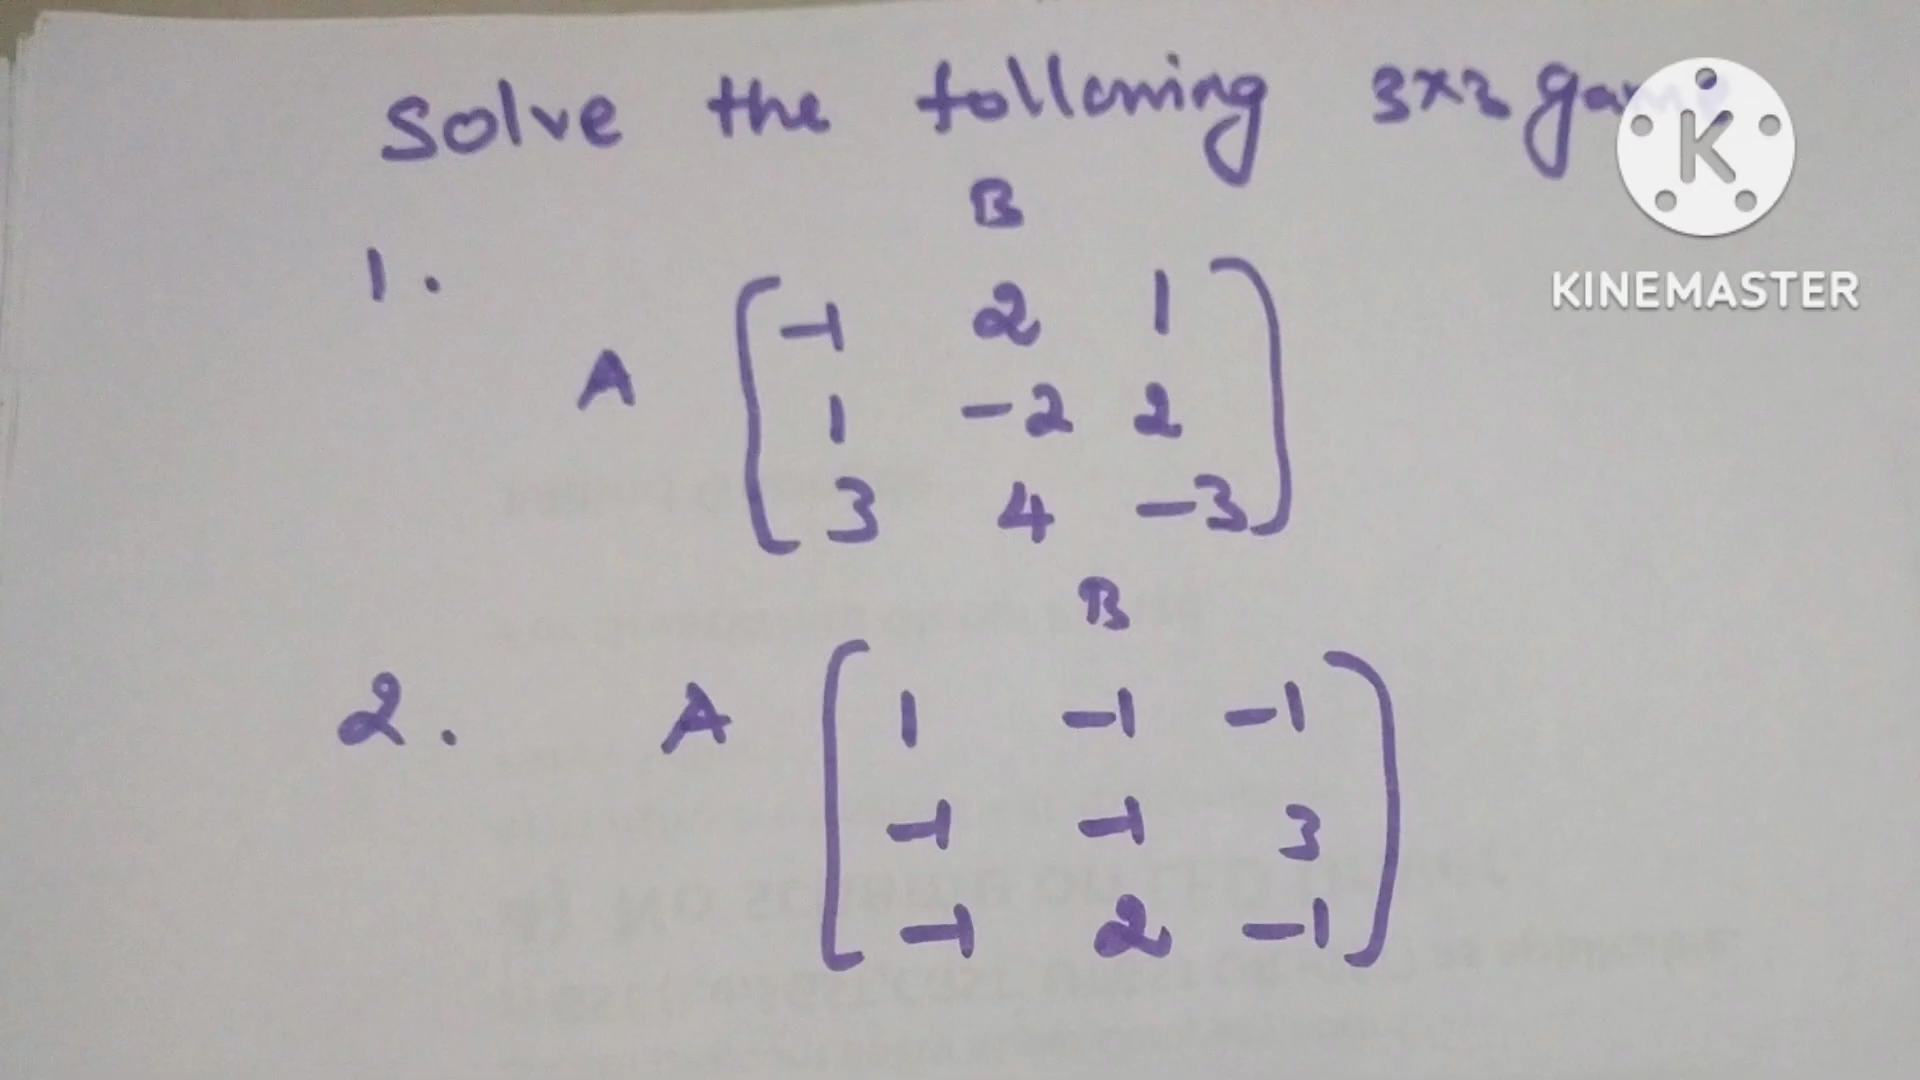 Solve the following 3x3 game
B
1.
A
-1 2 1
1 -2 2
3 4 -3
B
2. A
1 -1 -1
-1 -1 3
-1 2 -1
K
KINEMASTER